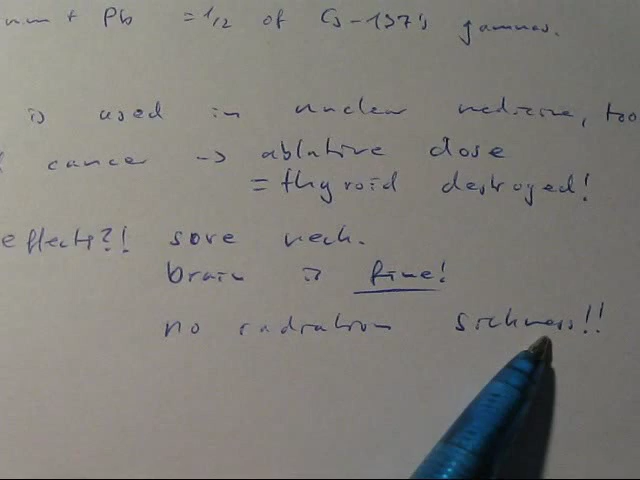 mm + Pb = 1/2 of Cs-137's gammas.
is used in nuclear medicine, too
cancer -> ablative dose
= thyroid destroyed!
effects?! sore neck.
brain is fine!
no radiation sickness!!